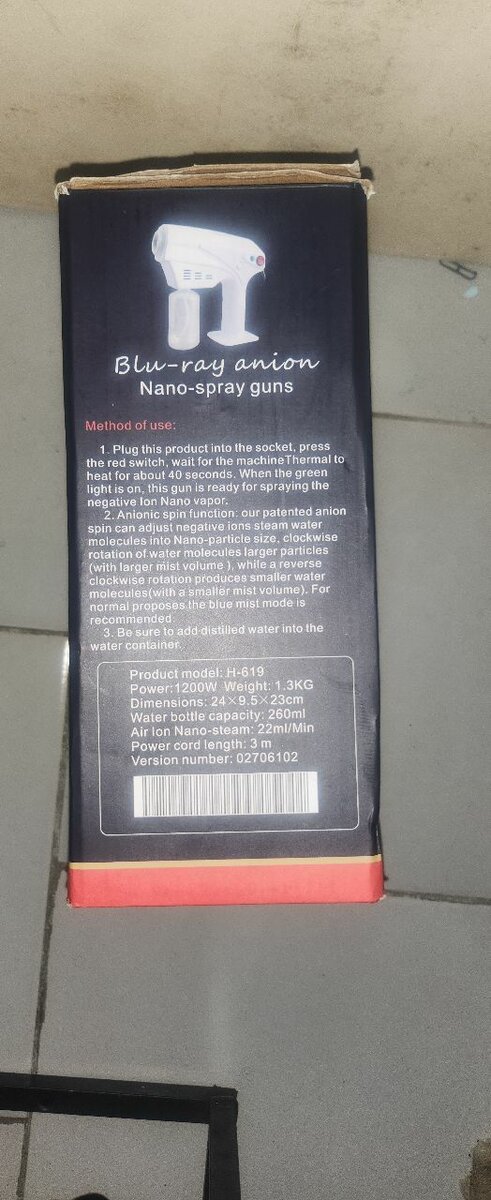 Blu-ray anion
Nano-spray guns
Method of use:
1. Plug this product into the socket, press
the red switch, wait for the machineThermal to
heat for about 40 seconds. When the green
light is on, this gun is ready for spraying the
negative Ion Nano vapor.
2. Anionic spin function: our patented anion
spin can adjust negative ions steam water
molecules into Nano-particle size, clockwise
rotation of water molecules larger particles
(with larger mist volume ), while a reverse
clockwise rotation produces smaller water
molecules(with a smaller mist volume). For
normal proposes the blue mist mode is
recommended
3. Be sure to add distilled water into the
water container.
Product model: H-619
Power:1200W Weight: 1.3KG
Dimensions: 24×9.5×23cm
Water bottle capacity: 260ml
Air Ion Nano-steam: 22ml/Min
Power cord length: 3 m
Version number: 02706102